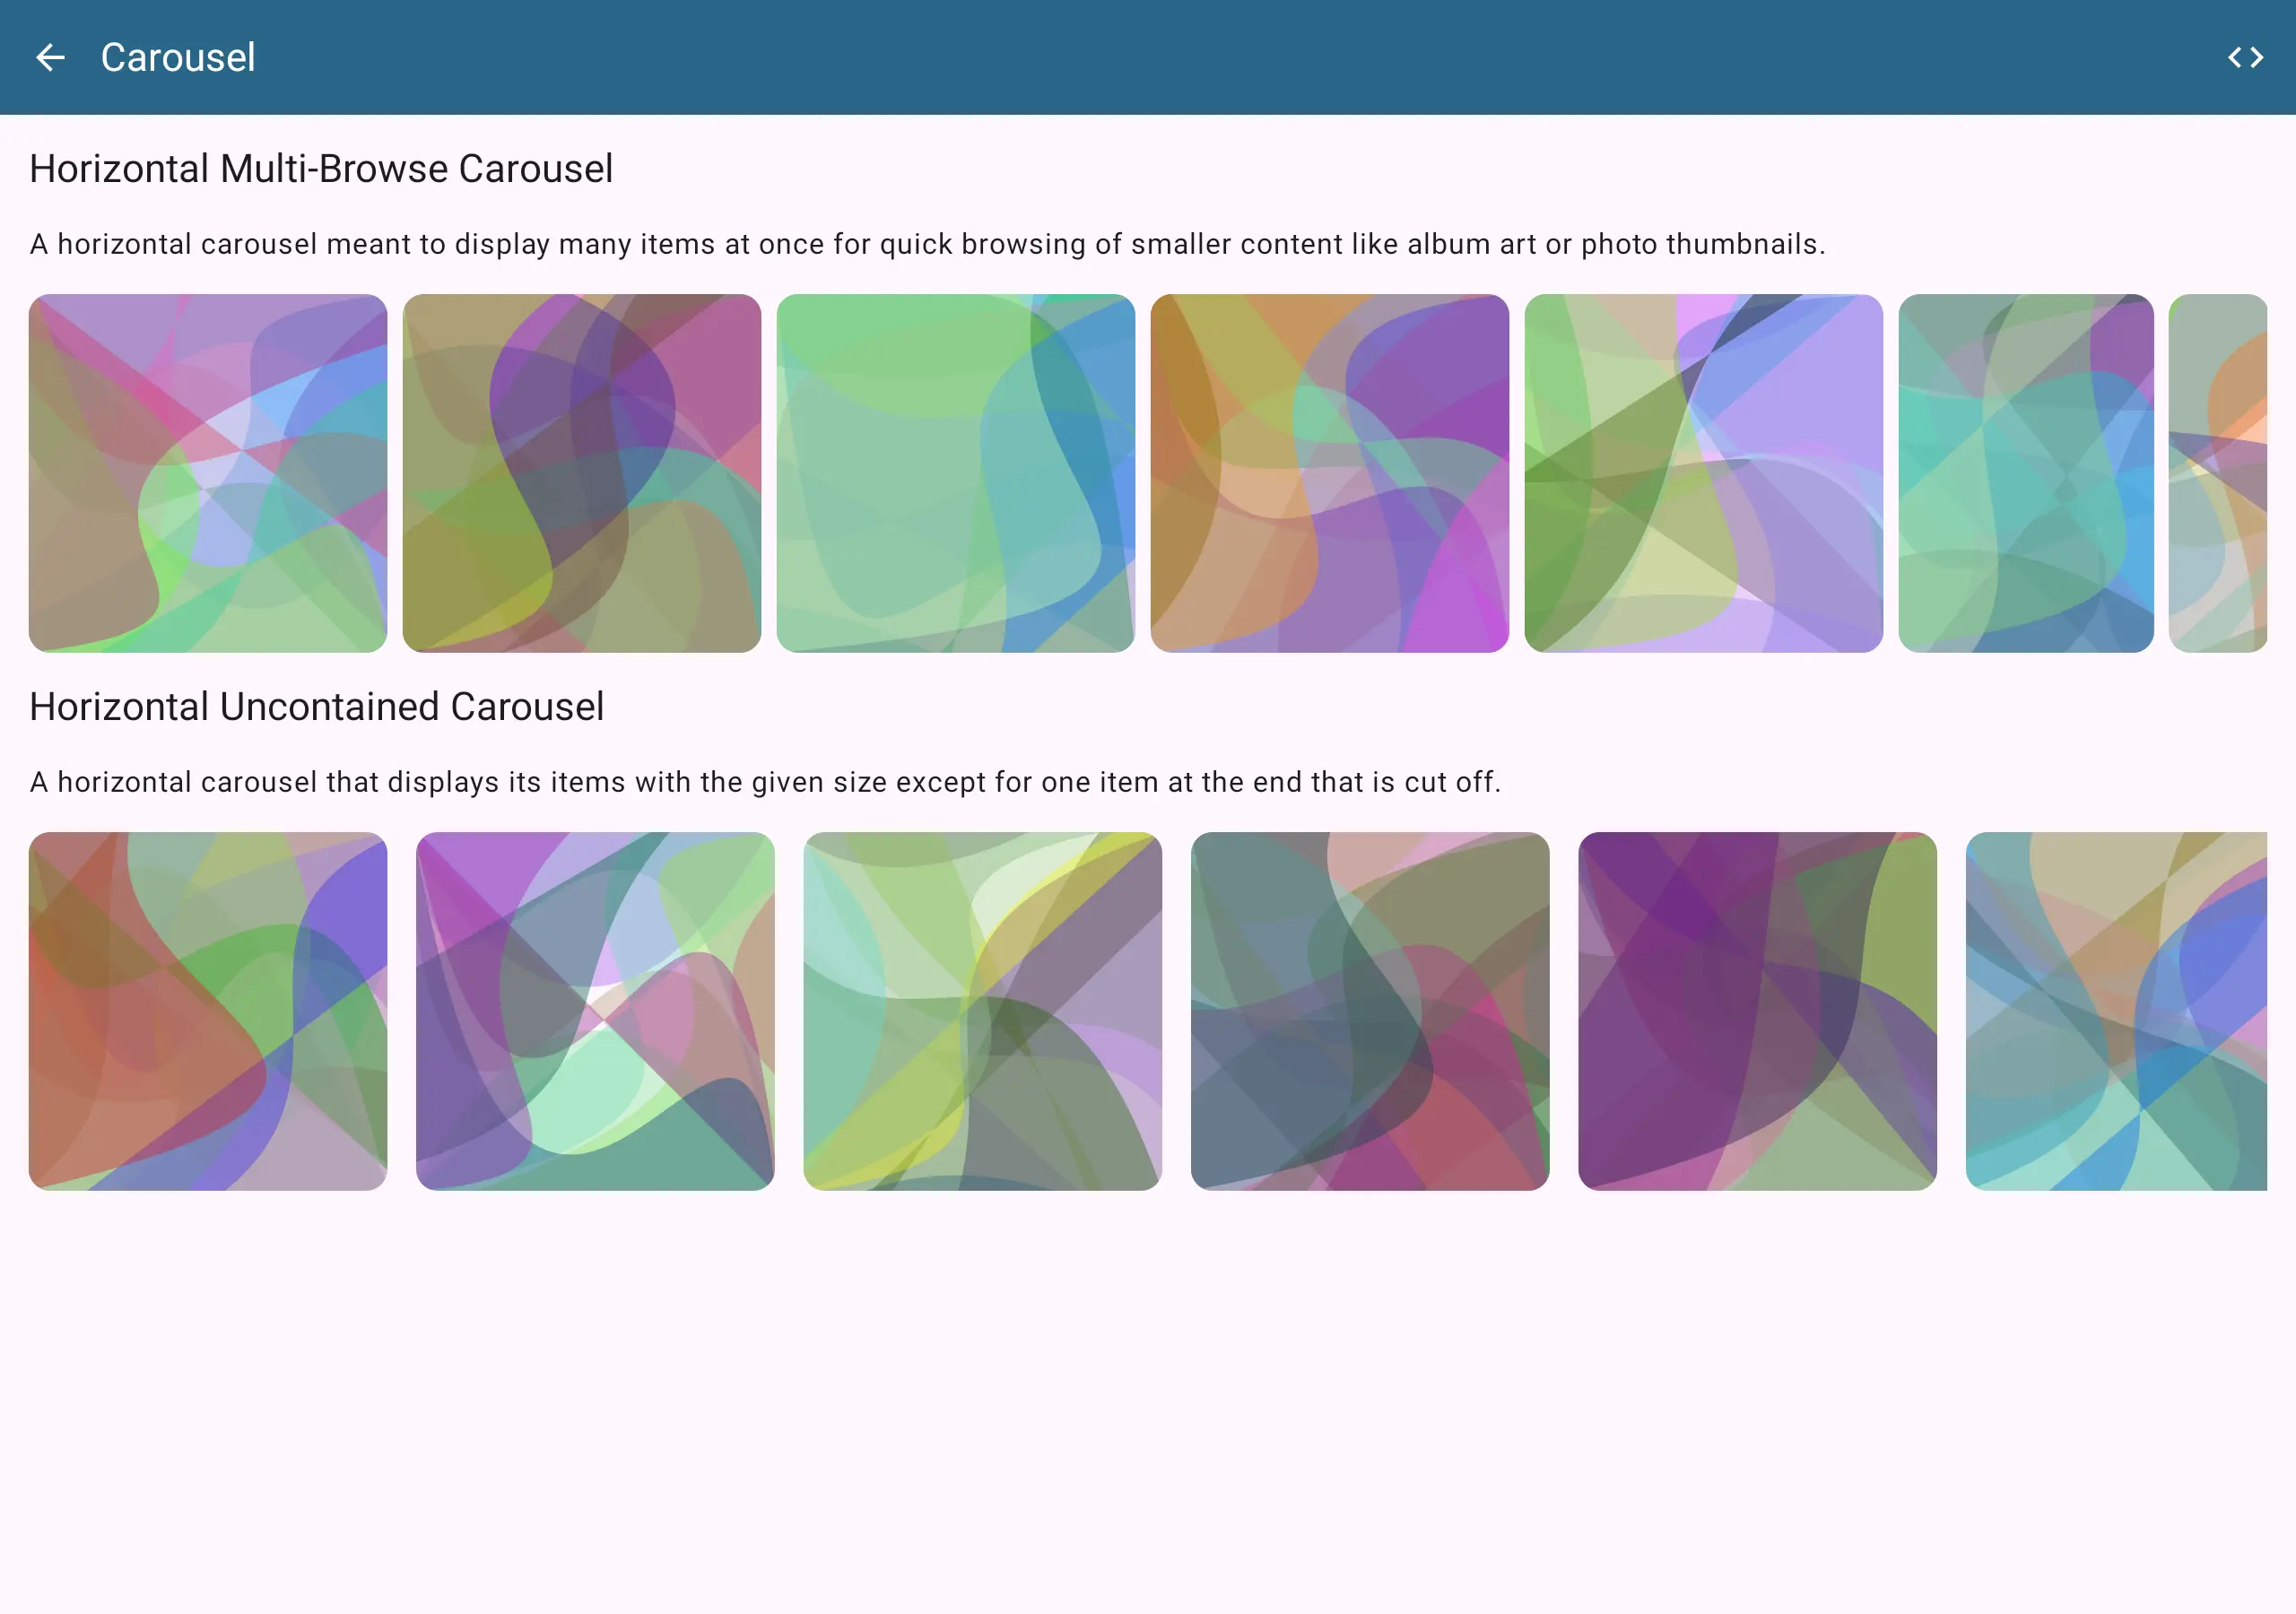 Carousel
Horizontal Multi-Browse Carousel
A horizontal carousel meant to display many items at once for quick browsing of smaller content like album art or photo thumbnails.
Horizontal Uncontained Carousel
A horizontal carousel that displays its items with the given size except for one item at the end that is cut off.